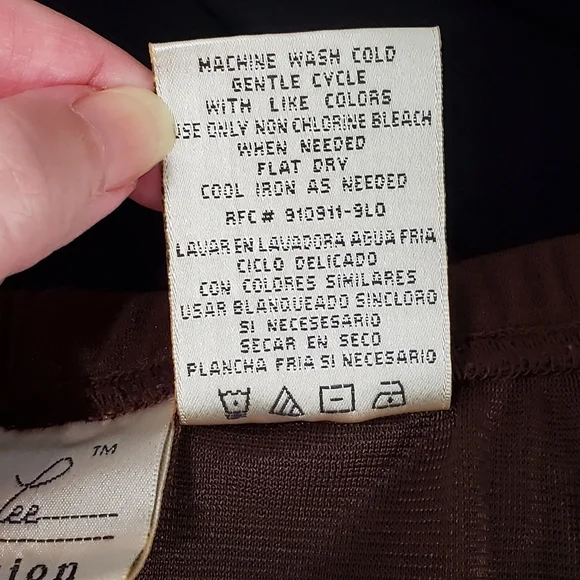 MACHINE WASH COLD
GENTLE CYCLE
WITH LIKE COLORS
USE ONLY NON CHLORINE BLEACH
WHEN NEEDED
FLAT DRY
COOL IRON AS NEEDED
RFC# 910911-9LO
LAVAR EN LAVADORA AGUA FRIA
CICLO DELICADO
CON COLORES SIMILARES
USAR BLANQUEADO SINCLORO
SI NECESESARIO
SECAR EN SECO
PLANCHA FRIA SI NECESARIO
Lee™